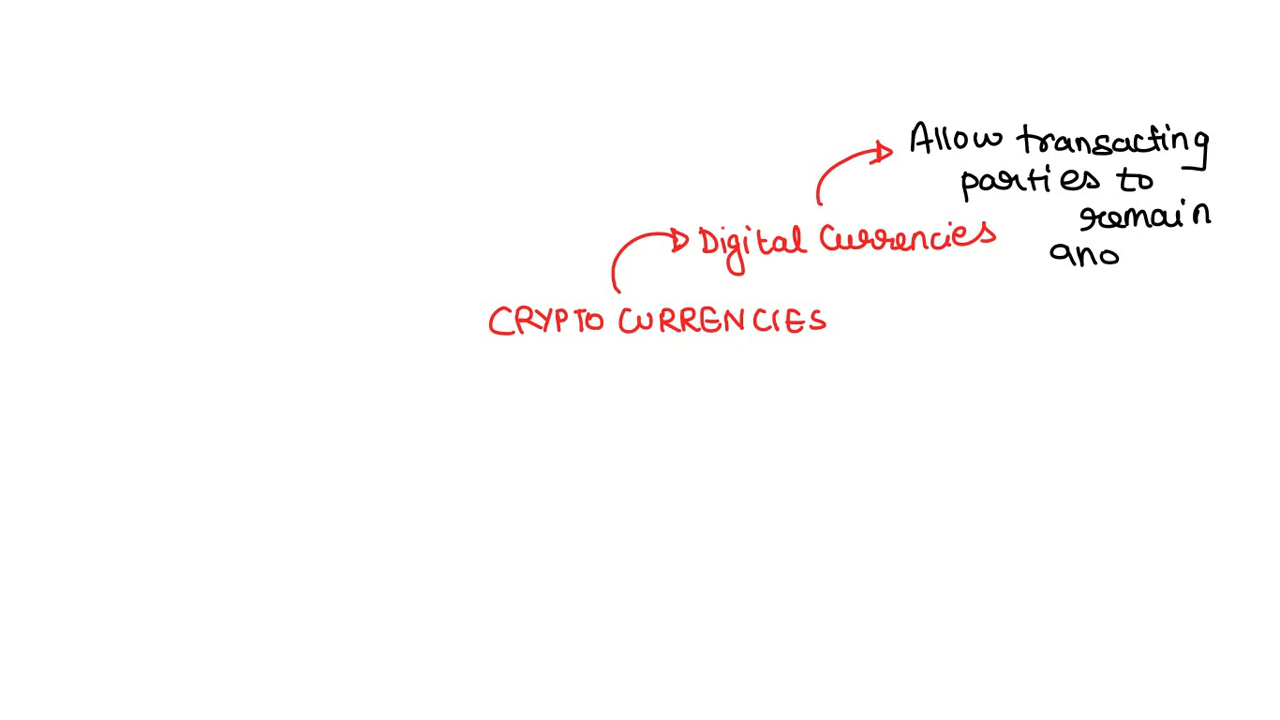 Allow transacting
parties to
remain
ano
Digital Currencies
CRYPTO CURRENCIES